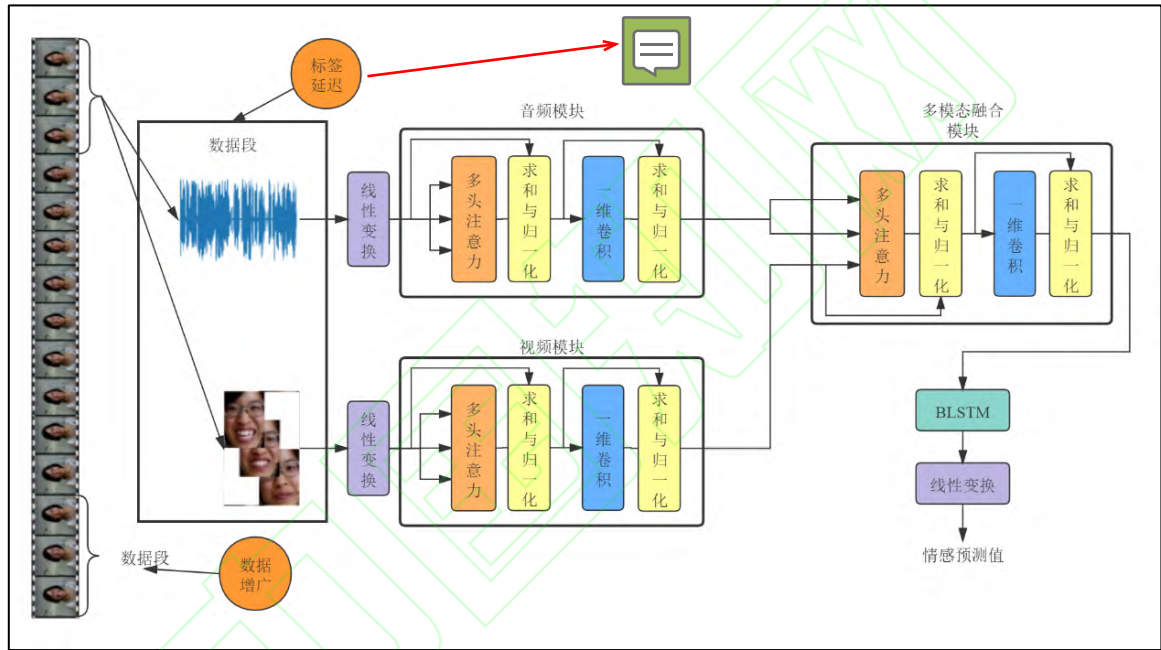 标签
延迟
音频模块
多模态融合
模块
数据段
线性变换
多头注意力
求和与归一化
一维卷积
求和与归一化
多头注意力
求和与归一化
一维卷积
求和与归一化
视频模块
线性变换
多头注意力
求和与归一化
一维卷积
求和与归一化
BLSTM
线性变换
情感预测值
数据段
数据
增广